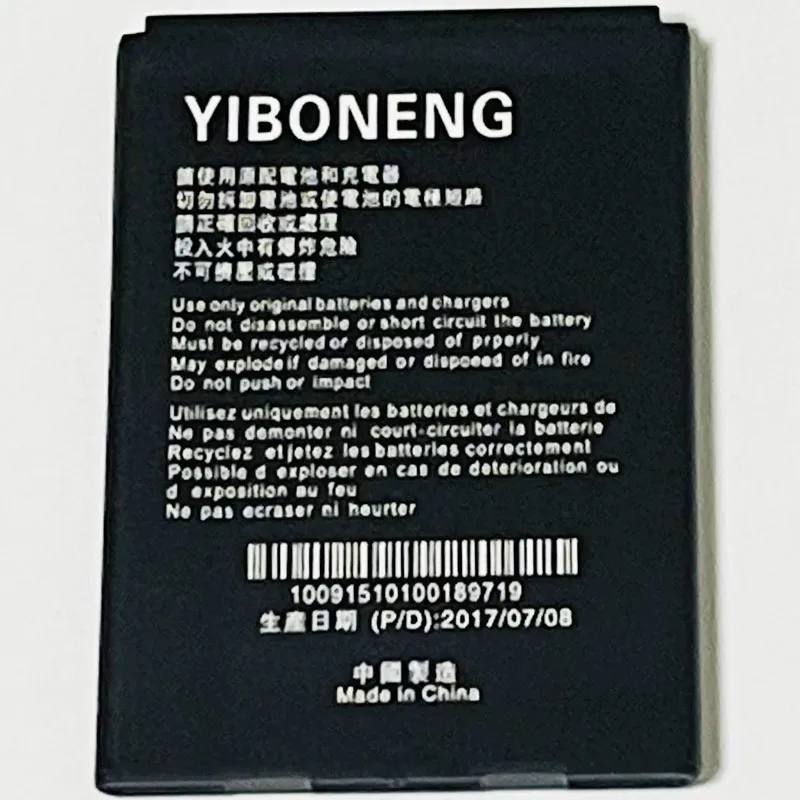 YIBONENG
請使用原配電池和充電器
切勿拆卸電池或使電池的電極短路
請正確回收或處理
投入火中有爆炸危險
不可擠壓或碰撞
Use only original batteries and chargers
Do not disassemble or short circuit the battery
Must be recycled or disposed of properly
May explode if damaged or disposed of in fire
Do not push or impact
Utilisez uniquement les batteries et chargeurs de
Ne pas demonter ni court-circuiter la batterie
Recyclez et jetez les batteries correctement
Possible d exploser en cas de deterioration ou
d exposition au feu
Ne pas ecraser ni heurter
10091510100189719
生產日期 (P/D):2017/07/08
中國製造
Made in China